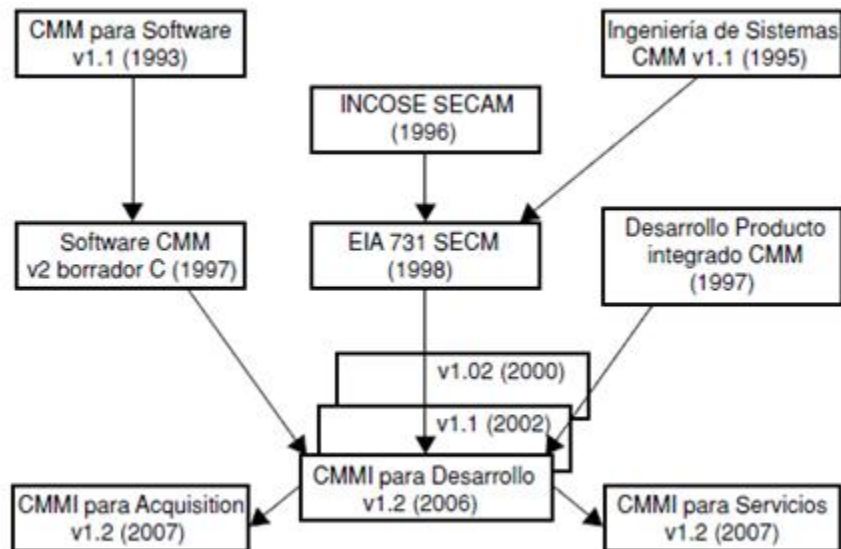 CMM para Software
v1.1 (1993)
Ingeniería de Sistemas
CMM v1.1 (1995)
INCOSE SECAM
(1996)
Software CMM
v2 borrador C (1997)
EIA 731 SECM
(1998)
Desarrollo Producto
integrado CMM
(1997)
v1.02 (2000)
v1.1 (2002)
CMMI para Desarrollo
v1.2 (2006)
CMMI para Acquisition
v1.2 (2007)
CMMI para Servicios
v1.2 (2007)